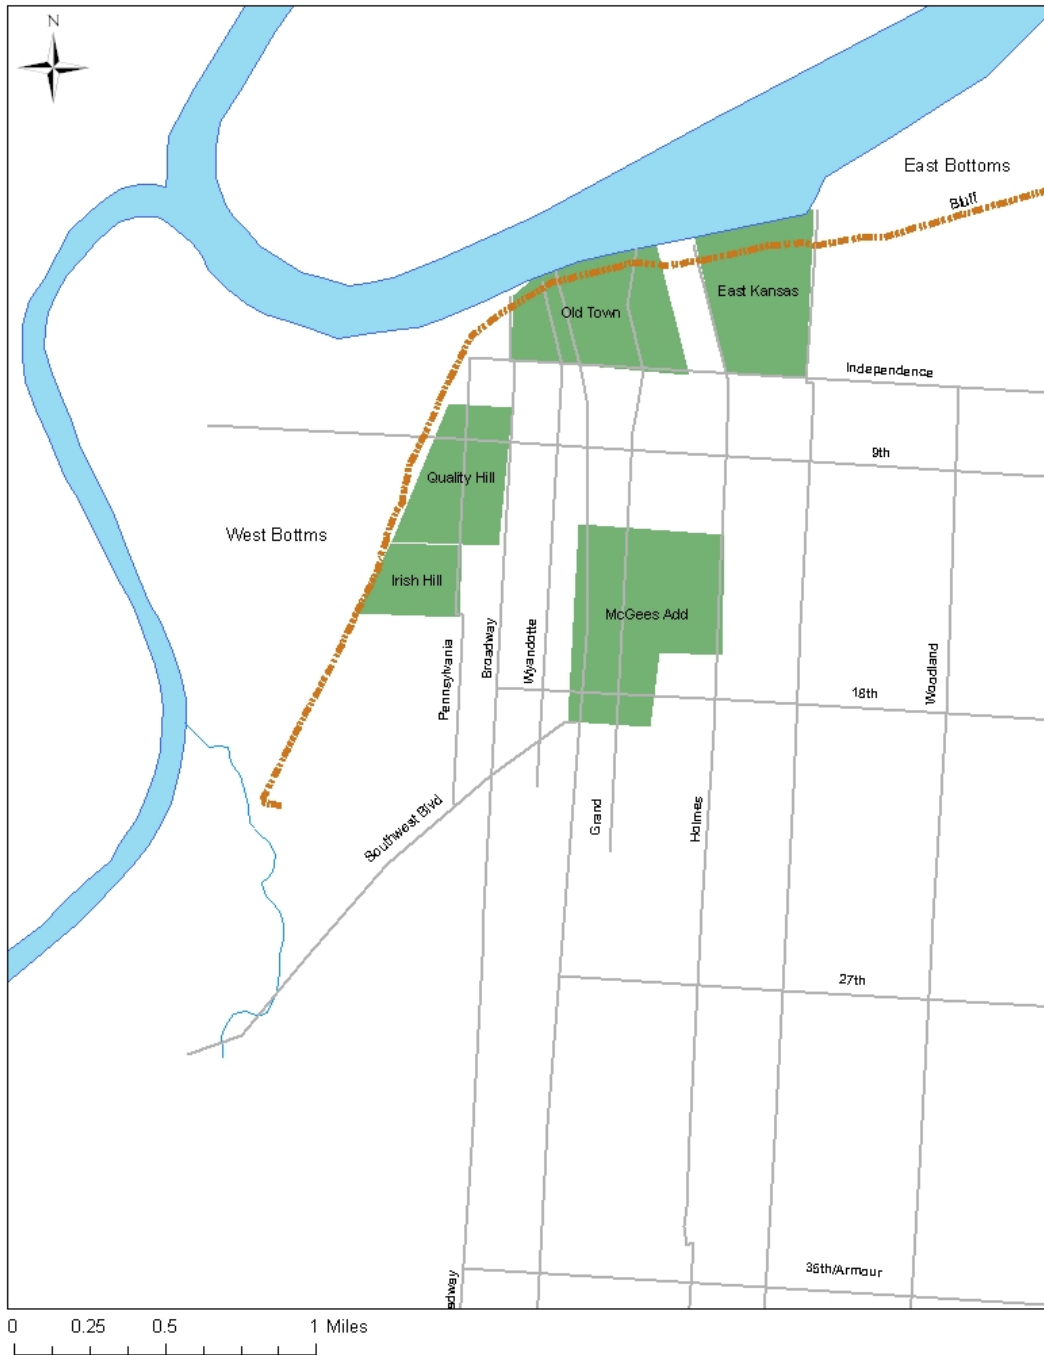 N
East Bottoms
Bluff
East Kansas
Old Town
Independence
9th
Quality Hill
West Bottms
Irish Hill
McGees Add
Pennsylvania
Broadway
Wyandotte
Woodland
18th
Southwest Blvd
Grand
Holmes
27th
35th/Armour
adway
0 0.25 0.5 1 Miles